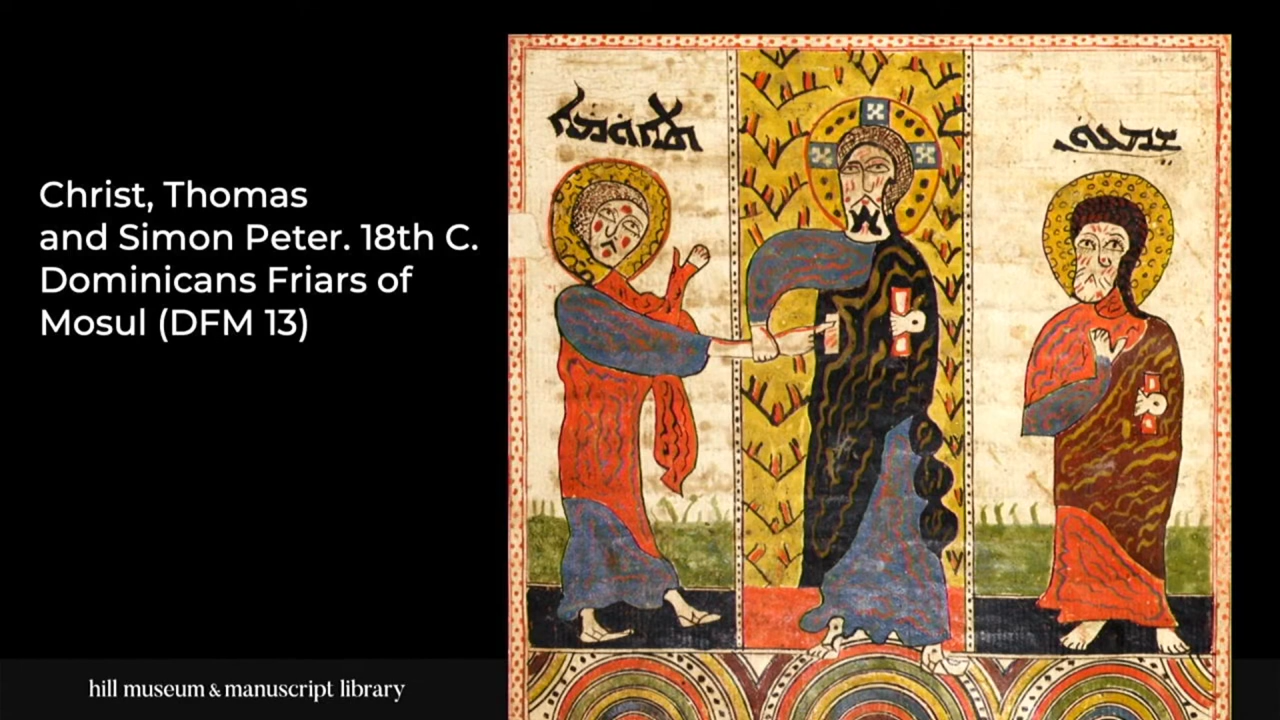 Christ, Thomas
and Simon Peter. 18th C.
Dominicans Friars of
Mosul (DFM 13)
hill museum & manuscript library